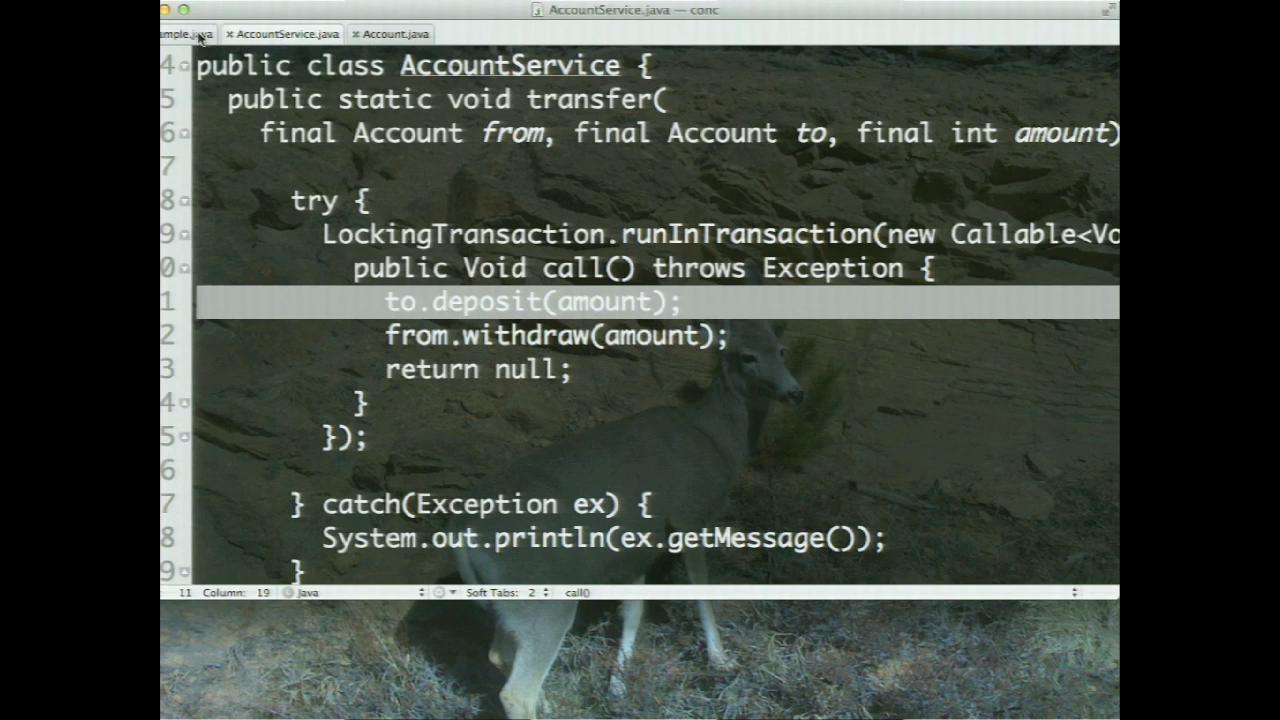 AccountService.java — conc
ample.java × AccountService.java × Account.java
4 public class AccountService {
5 public static void transfer(
6 final Account from, final Account to, final int amount)
7
8 try {
9 LockingTransaction.runInTransaction(new Callable<Vo
0 public Void call() throws Exception {
1 to.deposit(amount);
2 from.withdraw(amount);
3 return null;
4 }
5 });
6
7 } catch(Exception ex) {
8 System.out.println(ex.getMessage());
9 }
11 Column: 19 Java Soft Tabs: 2 call()